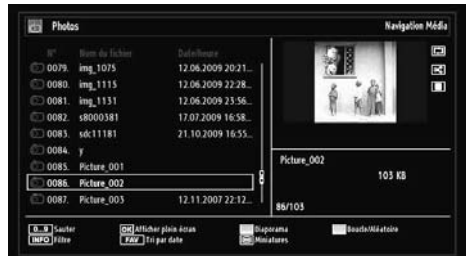 Photos
Navigation Média
N° Nom du fichier Date/heure
0079. img_1075 12.06.2009 20:21...
0080. img_1115 12.06.2009 22:28...
0081. img_1131 12.06.2009 23:56...
0082. s8000381 17.07.2009 16:58...
0083. sdc11181 21.10.2009 16:55...
0084. y
0085. Picture_001
0086. Picture_002
0087. Picture_003 12.11.2007 22:12...
Picture_002
103 KB
86/103
0...9 Sauter OK Afficher plein écran Diaporama Boucle/Aléatoire
INFO Filtre FAV Tri par date Miniatures